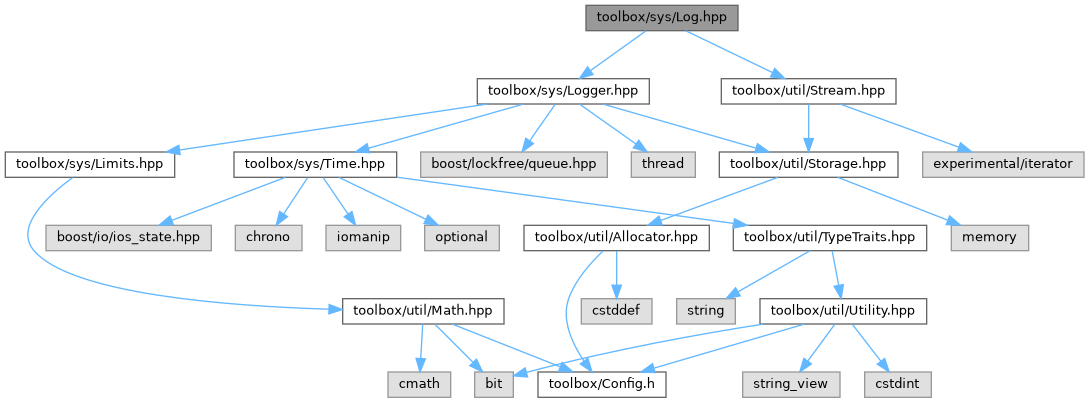 toolbox/sys/Log.hpp
toolbox/sys/Logger.hpp
toolbox/util/Stream.hpp
toolbox/sys/Limits.hpp
toolbox/sys/Time.hpp
boost/lockfree/queue.hpp
thread
toolbox/util/Storage.hpp
experimental/iterator
boost/io/ios_state.hpp
chrono
iomanip
optional
toolbox/util/Allocator.hpp
toolbox/util/TypeTraits.hpp
memory
toolbox/util/Math.hpp
cstddef
string
toolbox/util/Utility.hpp
cmath
bit
toolbox/Config.h
string_view
cstdint